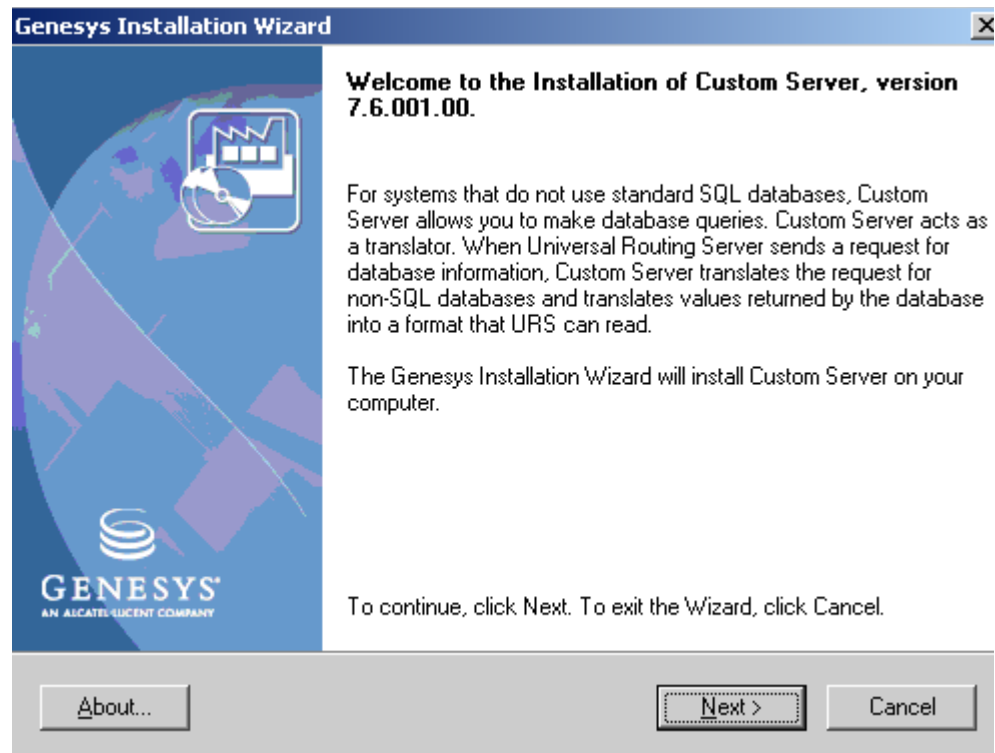 Genesys Installation Wizard
Welcome to the Installation of Custom Server, version
7.6.001.00.
For systems that do not use standard SQL databases, Custom
Server allows you to make database queries. Custom Server acts as
a translator. When Universal Routing Server sends a request for
database information, Custom Server translates the request for
non-SQL databases and translates values returned by the database
into a format that URS can read.
The Genesys Installation Wizard will install Custom Server on your
computer.
GENESYS
AN ALCATEL-LUCENT COMPANY
To continue, click Next. To exit the Wizard, click Cancel.
About...
Next >
Cancel